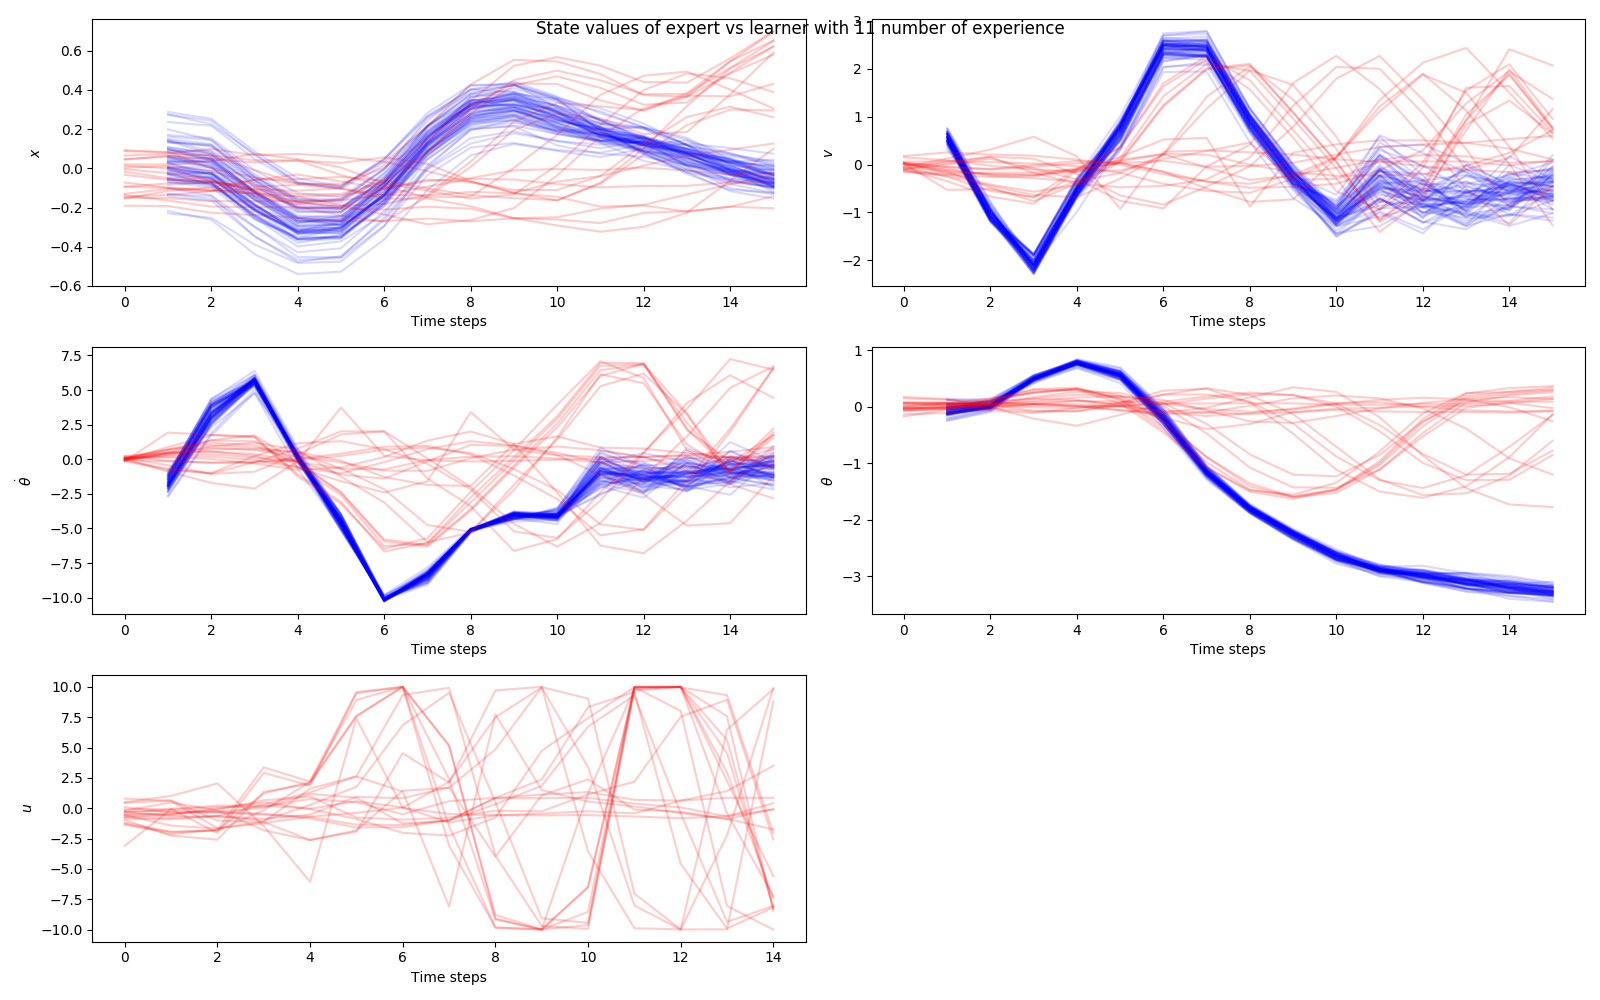 State values of expert vs learner with 11 number of experience
0.6
0.4
0.2
0.0
−0.2
−0.4
−0.6
x
0 2 4 6 8 10 12 14
Time steps
3
2
1
0
−1
−2
v
0 2 4 6 8 10 12 14
Time steps
7.5
5.0
2.5
0.0
−2.5
−5.0
−7.5
−10.0
θ̇
0 2 4 6 8 10 12 14
Time steps
1
0
−1
−2
−3
θ
0 2 4 6 8 10 12 14
Time steps
10.0
7.5
5.0
2.5
0.0
−2.5
−5.0
−7.5
−10.0
u
0 2 4 6 8 10 12 14
Time steps